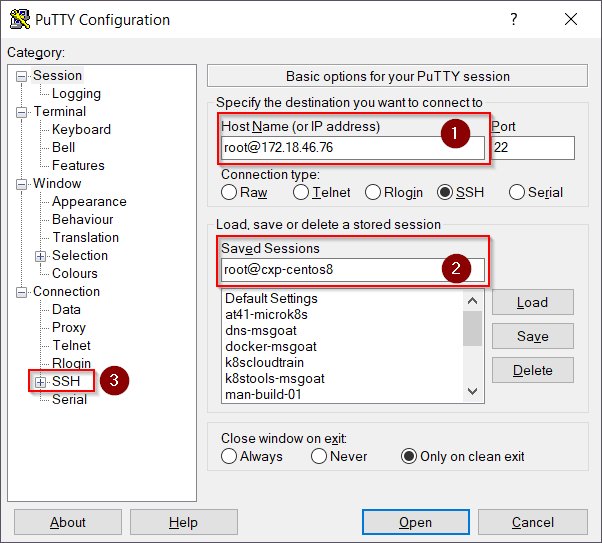 PuTTY Configuration
? ×
Category:
Session
Logging
Terminal
Keyboard
Bell
Features
Window
Appearance
Behaviour
Translation
Selection
Colours
Connection
Data
Proxy
Telnet
Rlogin
SSH
3
Serial
Basic options for your PuTTY session
Specify the destination you want to connect to
Host Name (or IP address)
1
Port
root@172.18.46.76
22
Connection type:
Raw Telnet Rlogin SSH Serial
Load, save or delete a stored session
Saved Sessions
2
root@cxp-centos8
Default Settings
at41-microk8s
dns-msgoat
docker-msgoat
k8scloudtrain
k8stools-msgoat
man-build-01
Load
Save
Delete
Close window on exit:
Always Never Only on clean exit
About Help Open Cancel